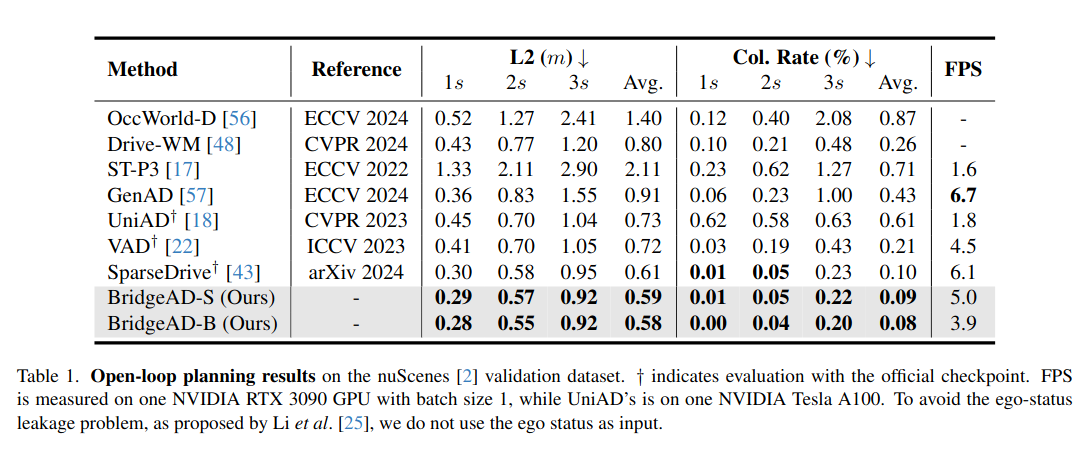 Method Reference L2 (m) ↓ Col. Rate (%) ↓ FPS
1s 2s 3s Avg. 1s 2s 3s Avg.
OccWorld-D [56] ECCV 2024 0.52 1.27 2.41 1.40 0.12 0.40 2.08 0.87 -
Drive-WM [48] CVPR 2024 0.43 0.77 1.20 0.80 0.10 0.21 0.48 0.26 -
ST-P3 [17] ECCV 2022 1.33 2.11 2.90 2.11 0.23 0.62 1.27 0.71 1.6
GenAD [57] ECCV 2024 0.36 0.83 1.55 0.91 0.06 0.23 1.00 0.43 6.7
UniAD† [18] CVPR 2023 0.45 0.70 1.04 0.73 0.62 0.58 0.63 0.61 1.8
VAD† [22] ICCV 2023 0.41 0.70 1.05 0.72 0.03 0.19 0.43 0.21 4.5
SparseDrive† [43] arXiv 2024 0.30 0.58 0.95 0.61 0.01 0.05 0.23 0.10 6.1
BridgeAD-S (Ours) - 0.29 0.57 0.92 0.59 0.01 0.05 0.22 0.09 5.0
BridgeAD-B (Ours) - 0.28 0.55 0.92 0.58 0.00 0.04 0.20 0.08 3.9
Table 1. Open-loop planning results on the nuScenes [2] validation dataset. † indicates evaluation with the official checkpoint. FPS
is measured on one NVIDIA RTX 3090 GPU with batch size 1, while UniAD's is on one NVIDIA Tesla A100. To avoid the ego-status
leakage problem, as proposed by Li et al. [25], we do not use the ego status as input.